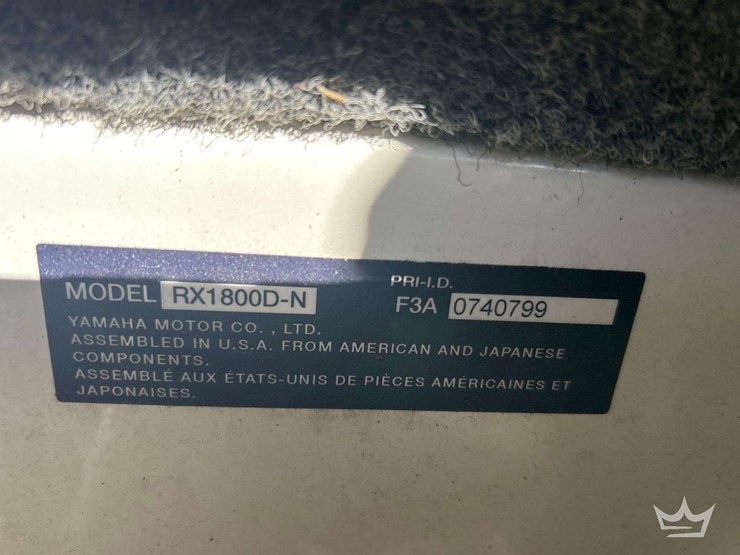 MODEL RX1800D-N
PRI-I.D.
F3A 0740799
YAMAHA MOTOR CO. , LTD.
ASSEMBLED IN U.S.A. FROM AMERICAN AND JAPANESE
COMPONENTS.
ASSEMBLÉ AUX ÉTATS-UNIS DE PIÈCES AMÉRICAINES ET
JAPONAISES.